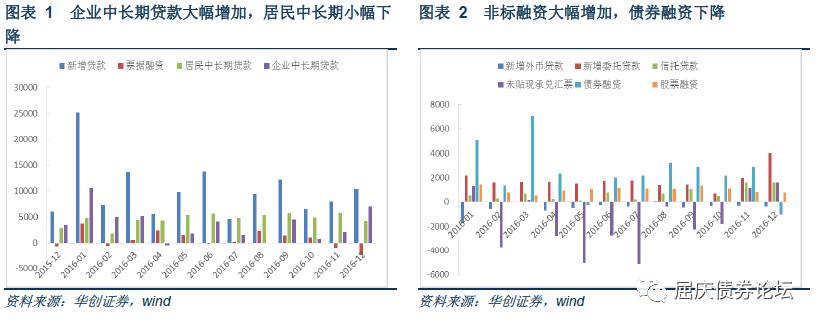 图表 1 企业中长期贷款大幅增加，居民中长期小幅下
降
新增贷款 票据融资 居民中长期贷款 企业中长期贷款
30000
25000
20000
15000
10000
5000
0
-5000
2015-12 2016-01 2016-02 2016-03 2016-04 2016-05 2016-06 2016-07 2016-08 2016-09 2016-10 2016-11 2016-12
资料来源：华创证券，wind
图表 2 非标融资大幅增加，债券融资下降
新增外币贷款 新增委托贷款 信托贷款
未贴现承兑汇票 债券融资 股票融资
8000
6000
4000
2000
0
-2000
-4000
-6000
2016-01 2016-02 2016-03 2016-04 2016-05 2016-06 2016-07 2016-08 2016-09 2016-10 2016-11 2016-12
资料来源：华创证券，wind
屈庆债券论坛